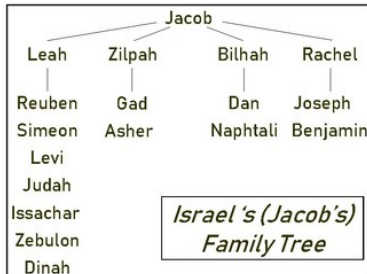 Jacob
Leah Zilpah Bilhah Rachel
Reuben Gad Dan Joseph
Simeon Asher Naphtali Benjamin
Levi
Judah
Issachar
Zebulon
Dinah
Israel 's (Jacob's)
Family Tree